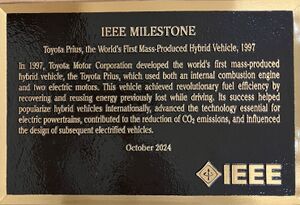 IEEE MILESTONE
Toyota Prius, the World's First Mass-Produced Hybrid Vehicle, 1997
In 1997, Toyota Motor Corporation developed the world's first mass-produced
hybrid vehicle, the Toyota Prius, which used both an internal combustion engine
and two electric motors. This vehicle achieved revolutionary fuel efficiency by
recovering and reusing energy previously lost while driving. Its success helped
popularize hybrid vehicles internationally, advanced the technology essential for
electric powertrains, contributed to the reduction of CO₂ emissions, and influenced
the design of subsequent electrified vehicles.
October 2024
IEEE